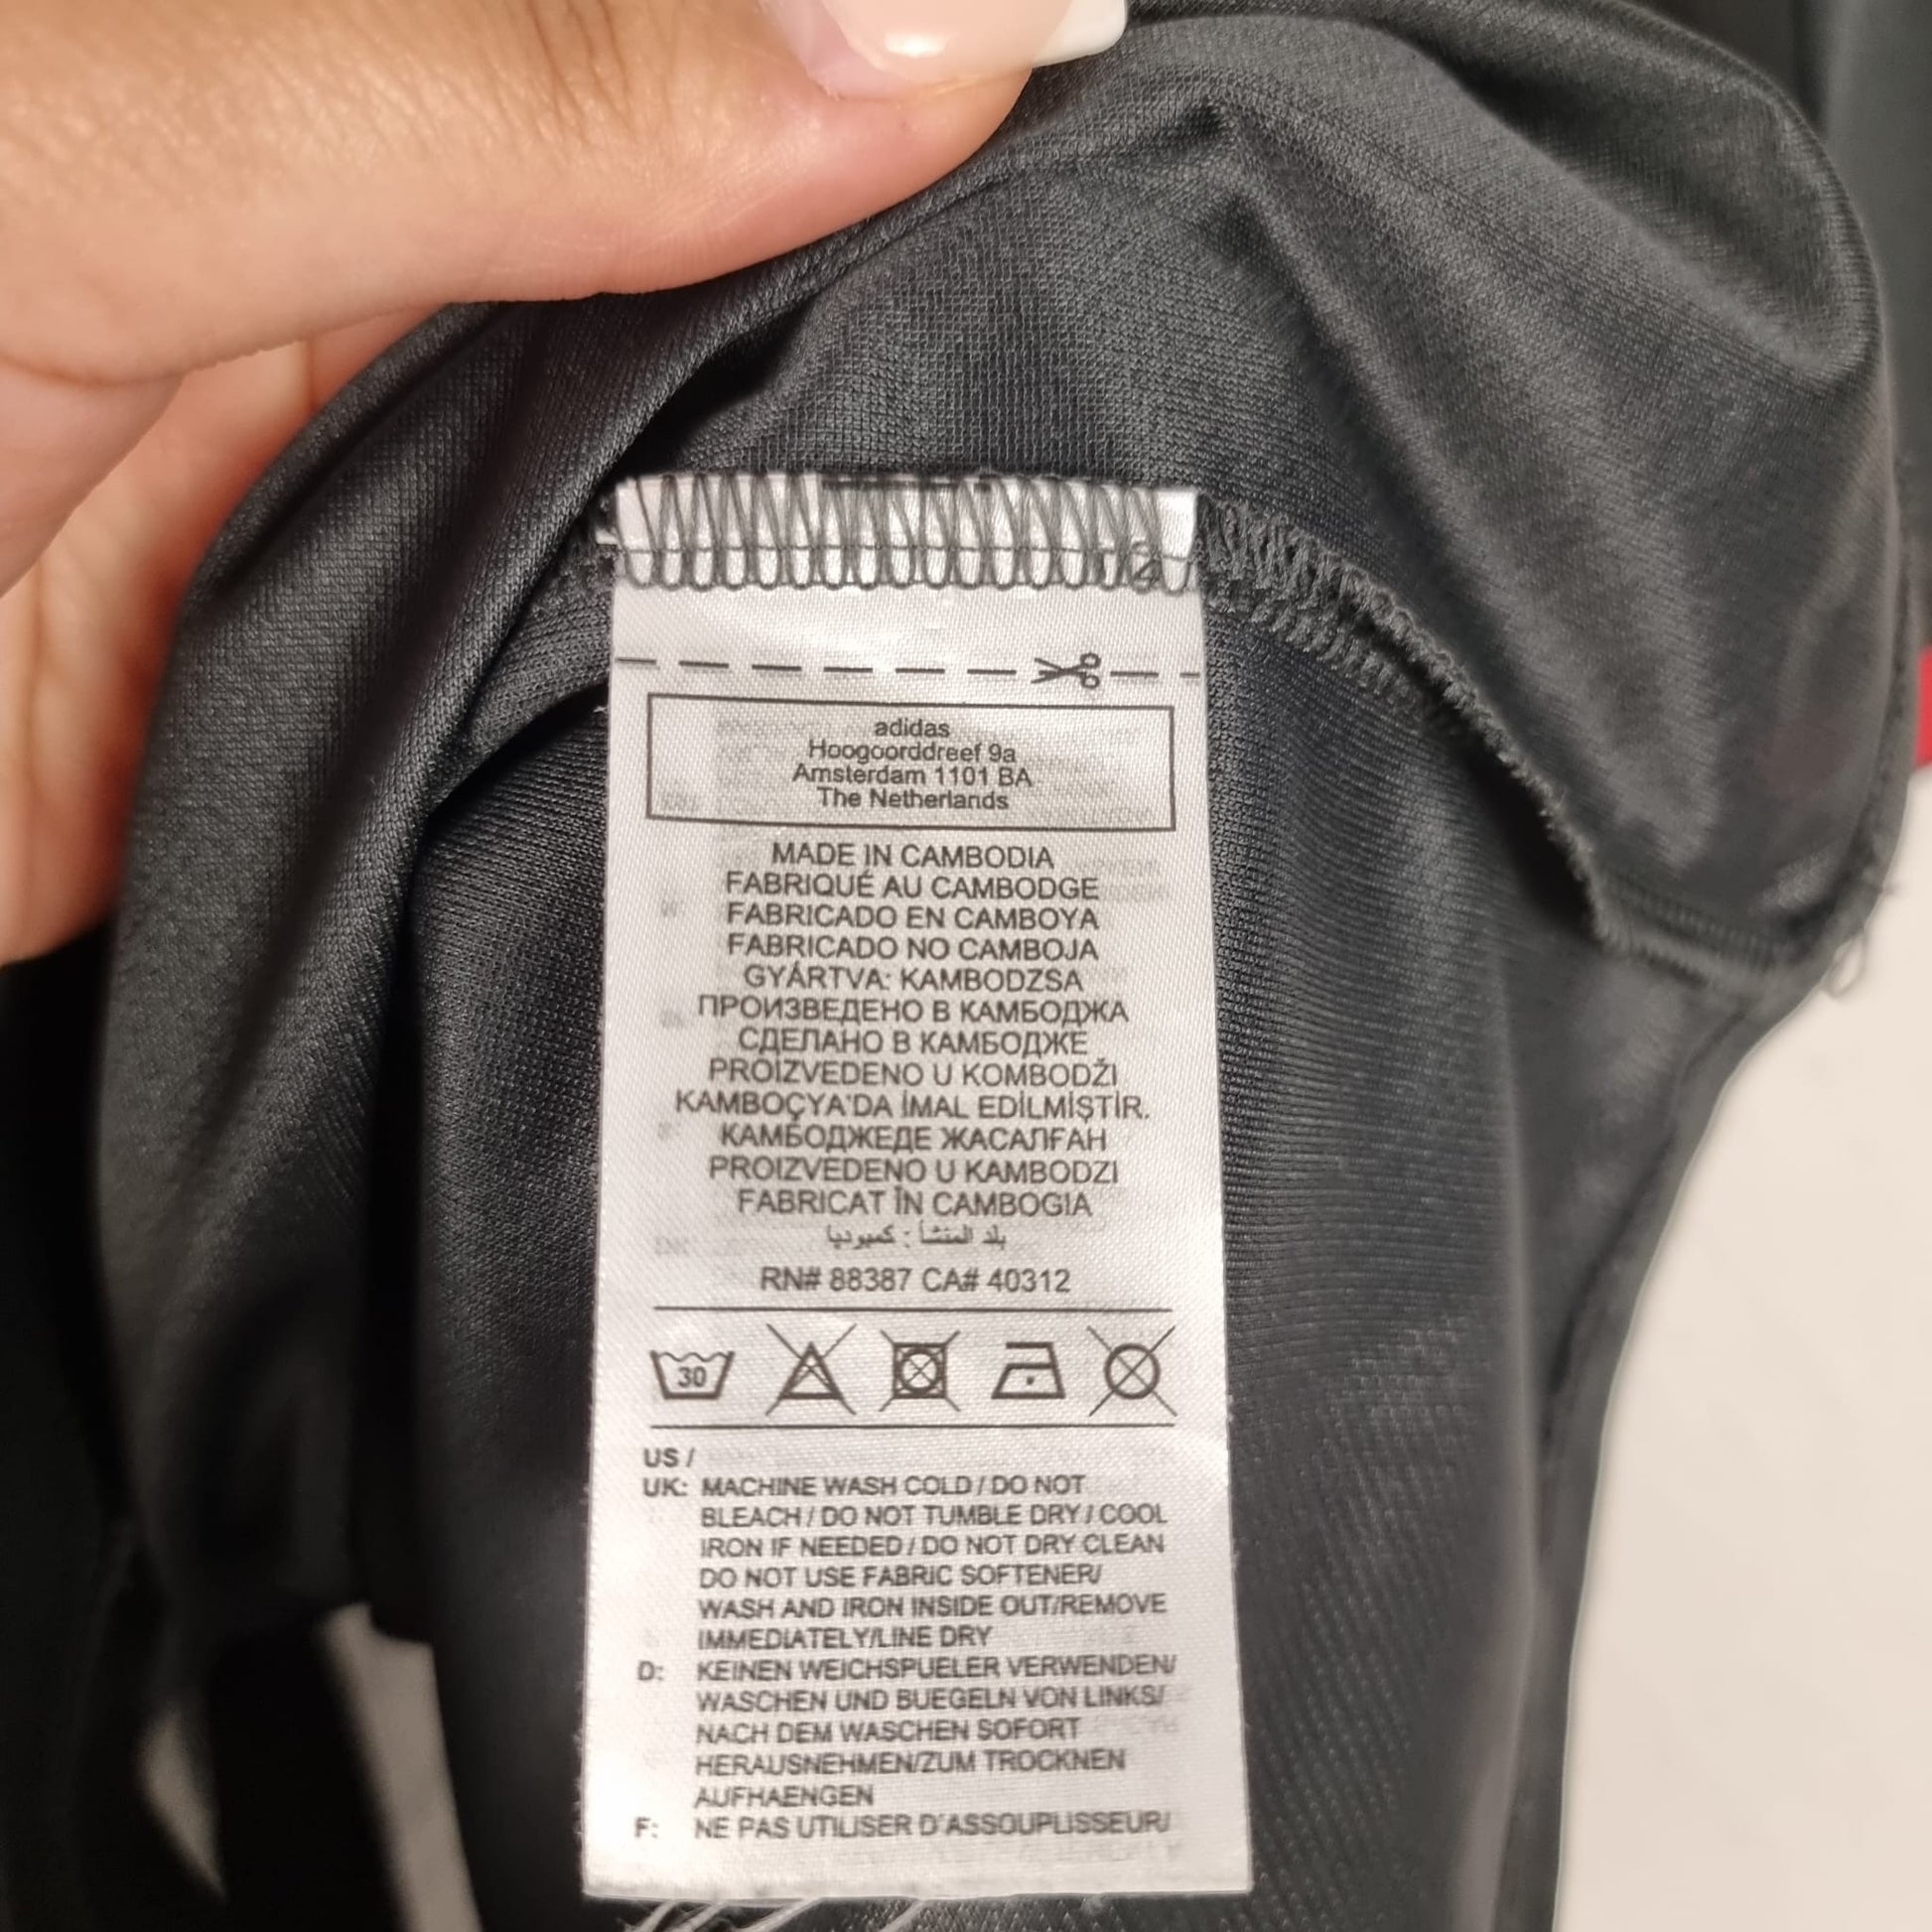 adidas
Hoogoorddreef 9a
Amsterdam 1101 BA
The Netherlands
MADE IN CAMBODIA
FABRIQUÉ AU CAMBODGE
FABRICADO EN CAMBOYA
FABRICADO NO CAMBOJA
GYÁRTVA: KAMBODZSA
ПРОИЗВЕДЕНО В КАМБОДЖА
СДЕЛАНО В КАМБОДЖЕ
PROIZVEDENO U KOMBODŽI
KAMBOÇYA'DA İMAL EDİLMİŞTİR.
КАМБОДЖЕДЕ ЖАСАЛҒАН
PROIZVEDENO U KAMBODZI
FABRICAT ÎN CAMBOGIA
بلد المنشأ : كمبوديا
RN# 88387 CA# 40312
30
US /
UK: MACHINE WASH COLD / DO NOT
BLEACH / DO NOT TUMBLE DRY / COOL
IRON IF NEEDED / DO NOT DRY CLEAN
DO NOT USE FABRIC SOFTENER/
WASH AND IRON INSIDE OUT/REMOVE
IMMEDIATELY/LINE DRY
D: KEINEN WEICHSPUELER VERWENDEN/
WASCHEN UND BUEGELN VON LINKS/
NACH DEM WASCHEN SOFORT
HERAUSNEHMEN/ZUM TROCKNEN
AUFHAENGEN
F: NE PAS UTILISER D'ASSOUPLISSEUR/